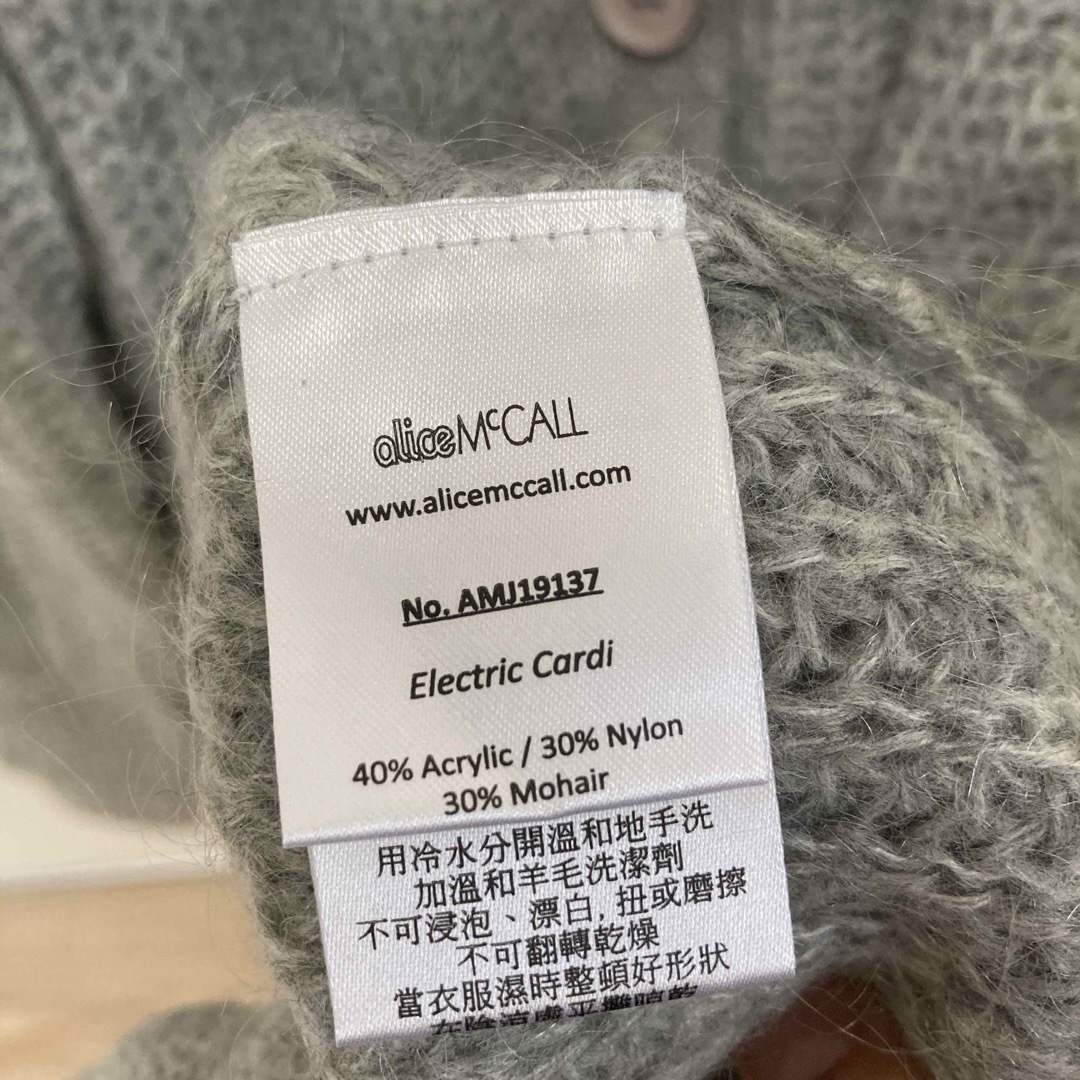 alice McCALL
www.alicemccall.com
No. AMJ19137
Electric Cardi
40% Acrylic / 30% Nylon
30% Mohair
用冷水分開溫和地手洗
加溫和羊毛洗潔劑
不可浸泡、漂白, 扭或磨擦
不可翻轉乾燥
當衣服濕時整頓好形狀